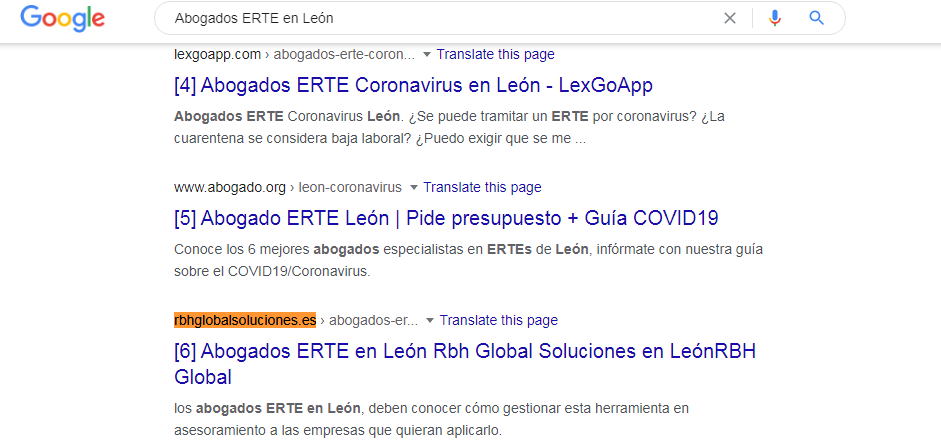 Google
Abogados ERTE en León
lexgoapp.com › abogados-erte-coron... Translate this page
[4] Abogados ERTE Coronavirus en León - LexGoApp
Abogados ERTE Coronavirus León. ¿Se puede tramitar un ERTE por coronavirus? ¿La
cuarentena se considera baja laboral? ¿Puedo exigir que se me ...
www.abogado.org › leon-coronavirus Translate this page
[5] Abogado ERTE León | Pide presupuesto + Guía COVID19
Conoce los 6 mejores abogados especialistas en ERTEs de León, infórmate con nuestra guía
sobre el COVID19/Coronavirus.
rbhglobalsoluciones.es › abogados-er... Translate this page
[6] Abogados ERTE en León Rbh Global Soluciones en LeónRBH
Global
los abogados ERTE en León, deben conocer cómo gestionar esta herramienta en
asesoramiento a las empresas que quieran aplicarlo.